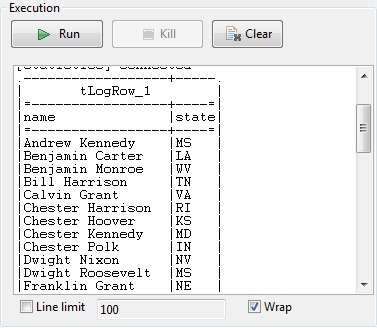 Execution
Run Kill Clear
[statistics] connected
.-----------------+-----.
| tLogRow_1 |
|=----------------+----=|
|name |state|
|=----------------+----=|
|Andrew Kennedy |MS |
|Benjamin Carter |LA |
|Benjamin Monroe |WV |
|Bill Harrison |TN |
|Calvin Grant |VA |
|Chester Harrison |RI |
|Chester Hoover |KS |
|Chester Kennedy |MD |
|Chester Polk |IN |
|Dwight Nixon |NV |
|Dwight Roosevelt |MS |
|Franklin Grant |NE |
Line limit 100 Wrap